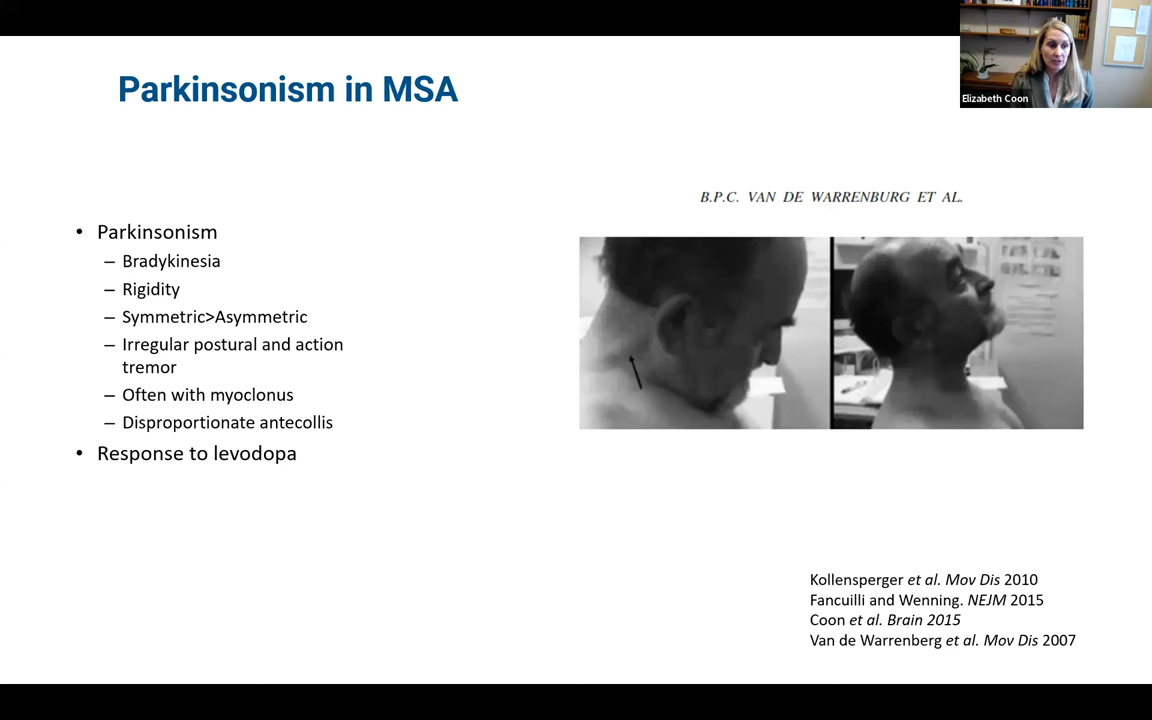 Parkinsonism in MSA
Elizabeth Coon
B.P.C. VAN DE WARRENBURG ET AL.
• Parkinsonism
– Bradykinesia
– Rigidity
– Symmetric>Asymmetric
– Irregular postural and action
tremor
– Often with myoclonus
– Disproportionate antecollis
• Response to levodopa
Kollensperger et al. Mov Dis 2010
Fancuilli and Wenning. NEJM 2015
Coon et al. Brain 2015
Van de Warrenberg et al. Mov Dis 2007